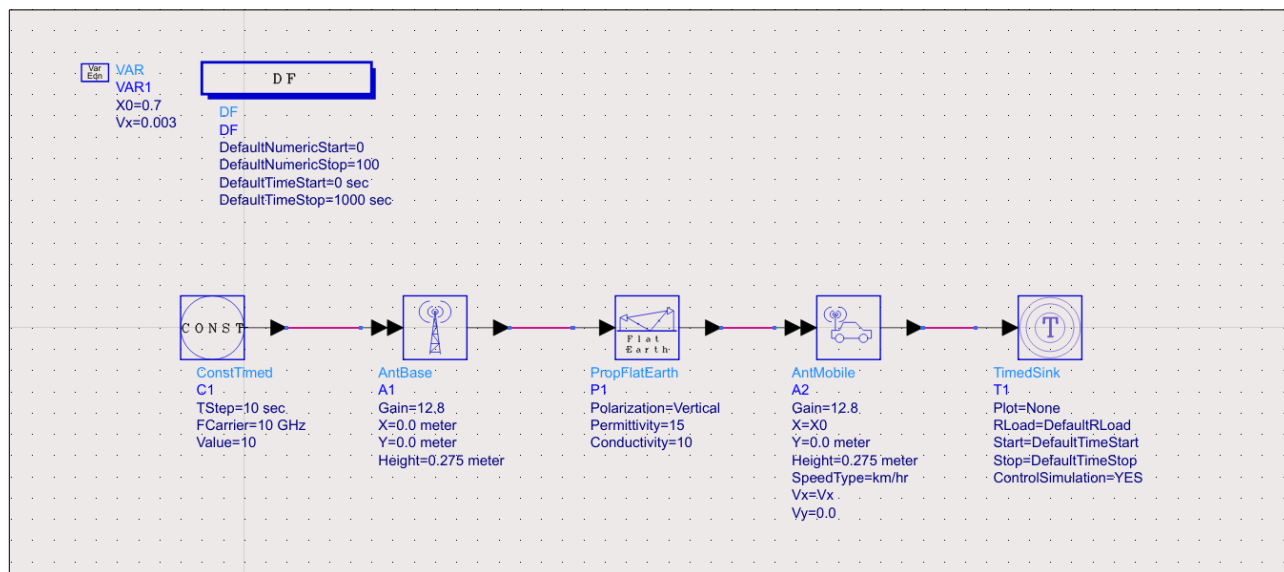 Var
Eqn
VAR
VAR1
X0=0.7
Vx=0.003
DF
DF
DF
DefaultNumericStart=0
DefaultNumericStop=100
DefaultTimeStart=0 sec
DefaultTimeStop=1000 sec
CONST
ConstTimed
C1
TStep=10 sec
FCarrier=10 GHz
Value=10
AntBase
A1
Gain=12.8
X=0.0 meter
Y=0.0 meter
Height=0.275 meter
Flat
Earth
PropFlatEarth
P1
Polarization=Vertical
Permittivity=15
Conductivity=10
AntMobile
A2
Gain=12.8
X=X0
Y=0.0 meter
Height=0.275 meter
SpeedType=km/hr
Vx=Vx
Vy=0.0
T
TimedSink
T1
Plot=None
RLoad=DefaultRLoad
Start=DefaultTimeStart
Stop=DefaultTimeStop
ControlSimulation=YES